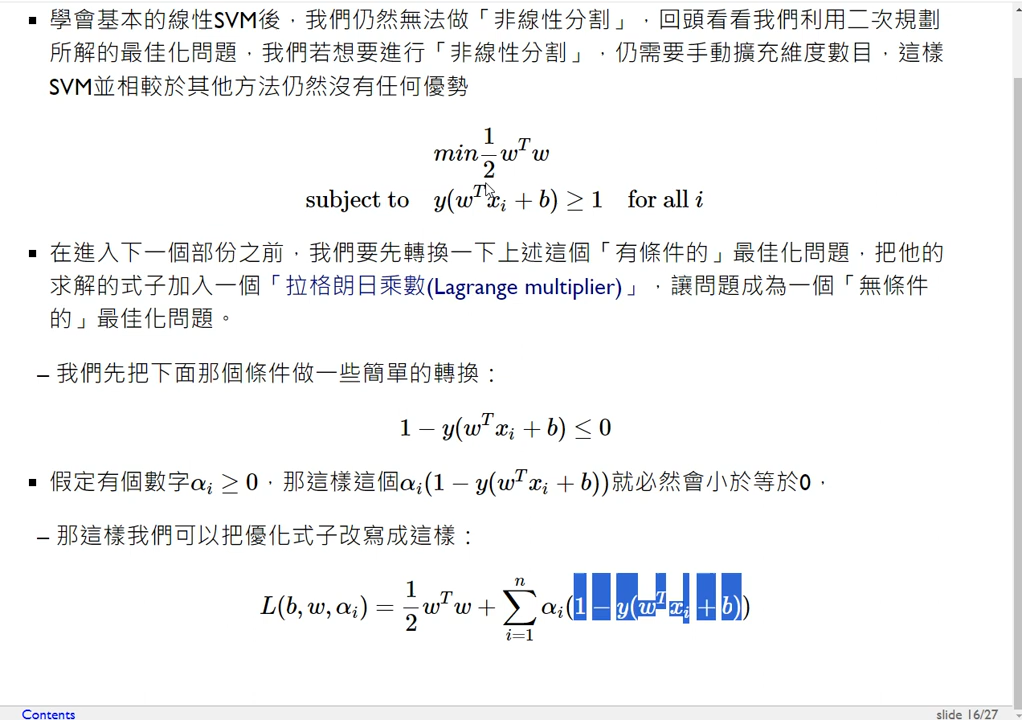 ▪ 學會基本的線性SVM後，我們仍然無法做「非線性分割」，回頭看看我們利用二次規劃
所解的最佳化問題，我們若想要進行「非線性分割」，仍需要手動擴充維度數目，這樣
SVM並相較於其他方法仍然沒有任何優勢
min 1/2 w^T w
subject to y(w^T x_i + b) ≥ 1 for all i
▪ 在進入下一個部份之前，我們要先轉換一下上述這個「有條件的」最佳化問題，把他的
求解的式子加入一個「拉格朗日乘數(Lagrange multiplier)」，讓問題成為一個「無條件
的」最佳化問題。
– 我們先把下面那個條件做一些簡單的轉換：
1 − y(w^T x_i + b) ≤ 0
▪ 假定有個數字α_i ≥ 0，那這樣這個α_i(1 − y(w^T x_i + b))就必然會小於等於0，
– 那這樣我們可以把優化式子改寫成這樣：
L(b, w, α_i) = 1/2 w^T w + ∑_{i=1}^{n} α_i(1 − y(w^T x_i + b))
Contents slide 16/27